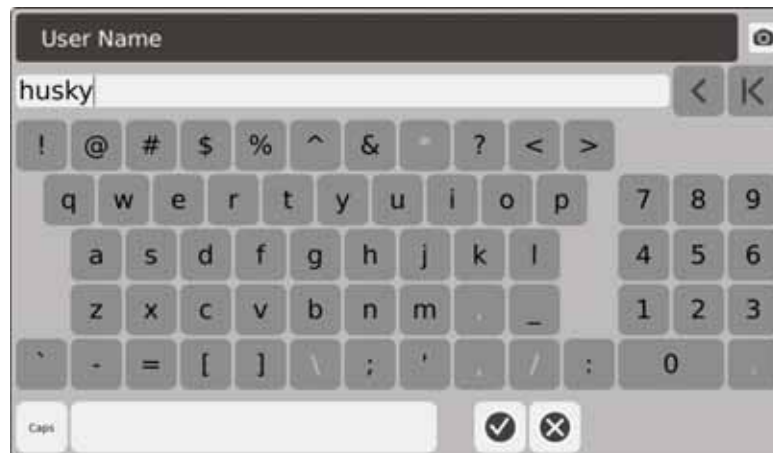 User Name
husky
! @ # $ % ^ & * ? < >
q w e r t y u i o p 7 8 9
a s d f g h j k l 4 5 6
z x c v b n m . _ 1 2 3
` - = [ ] \ ; ' , / : 0 .
Caps